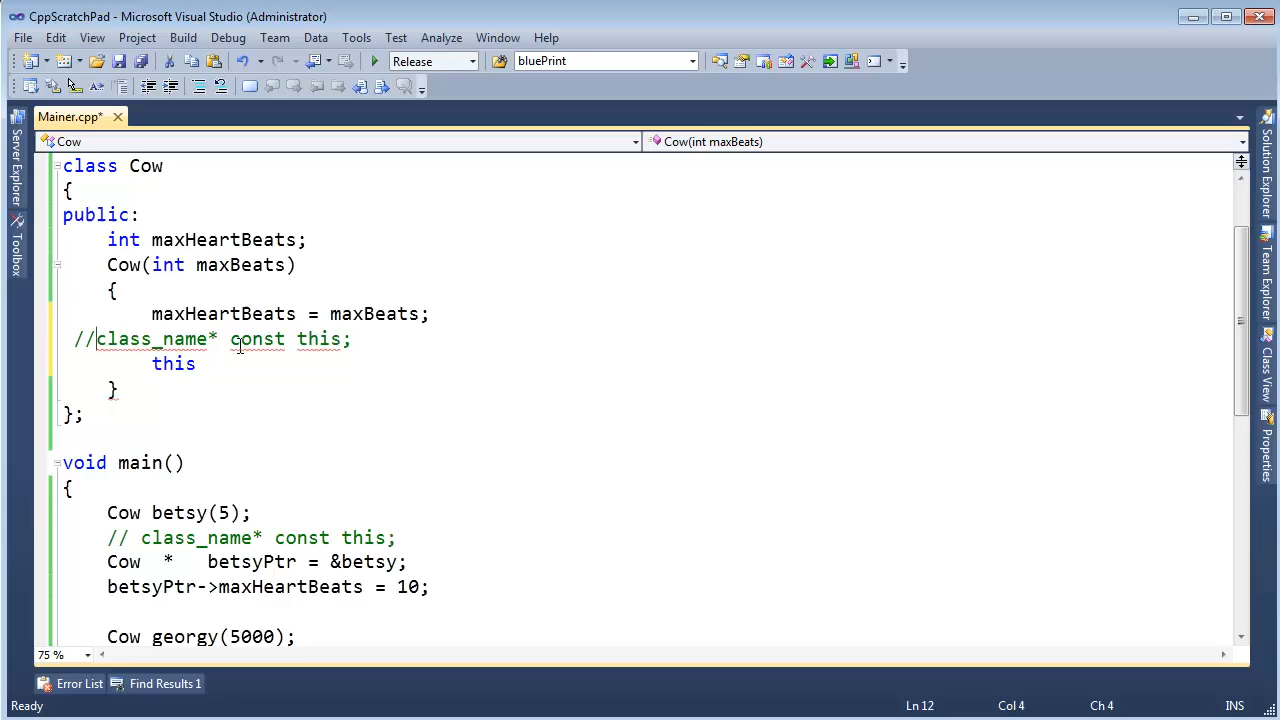 CppScratchPad - Microsoft Visual Studio (Administrator)
File Edit View Project Build Debug Team Data Tools Test Analyze Window Help
Release bluePrint
Mainer.cpp*
Cow Cow(int maxBeats)
class Cow
{
public:
int maxHeartBeats;
Cow(int maxBeats)
{
maxHeartBeats = maxBeats;
//class_name* const this;
this
}
};
void main()
{
Cow betsy(5);
// class_name* const this;
Cow * betsyPtr = &betsy;
betsyPtr->maxHeartBeats = 10;
Cow georgy(5000);
75 %
Error List Find Results 1
Ready Ln 12 Col 4 Ch 4 INS
Server Explorer
Toolbox
Solution Explorer
Team Explorer
Class View
Properties